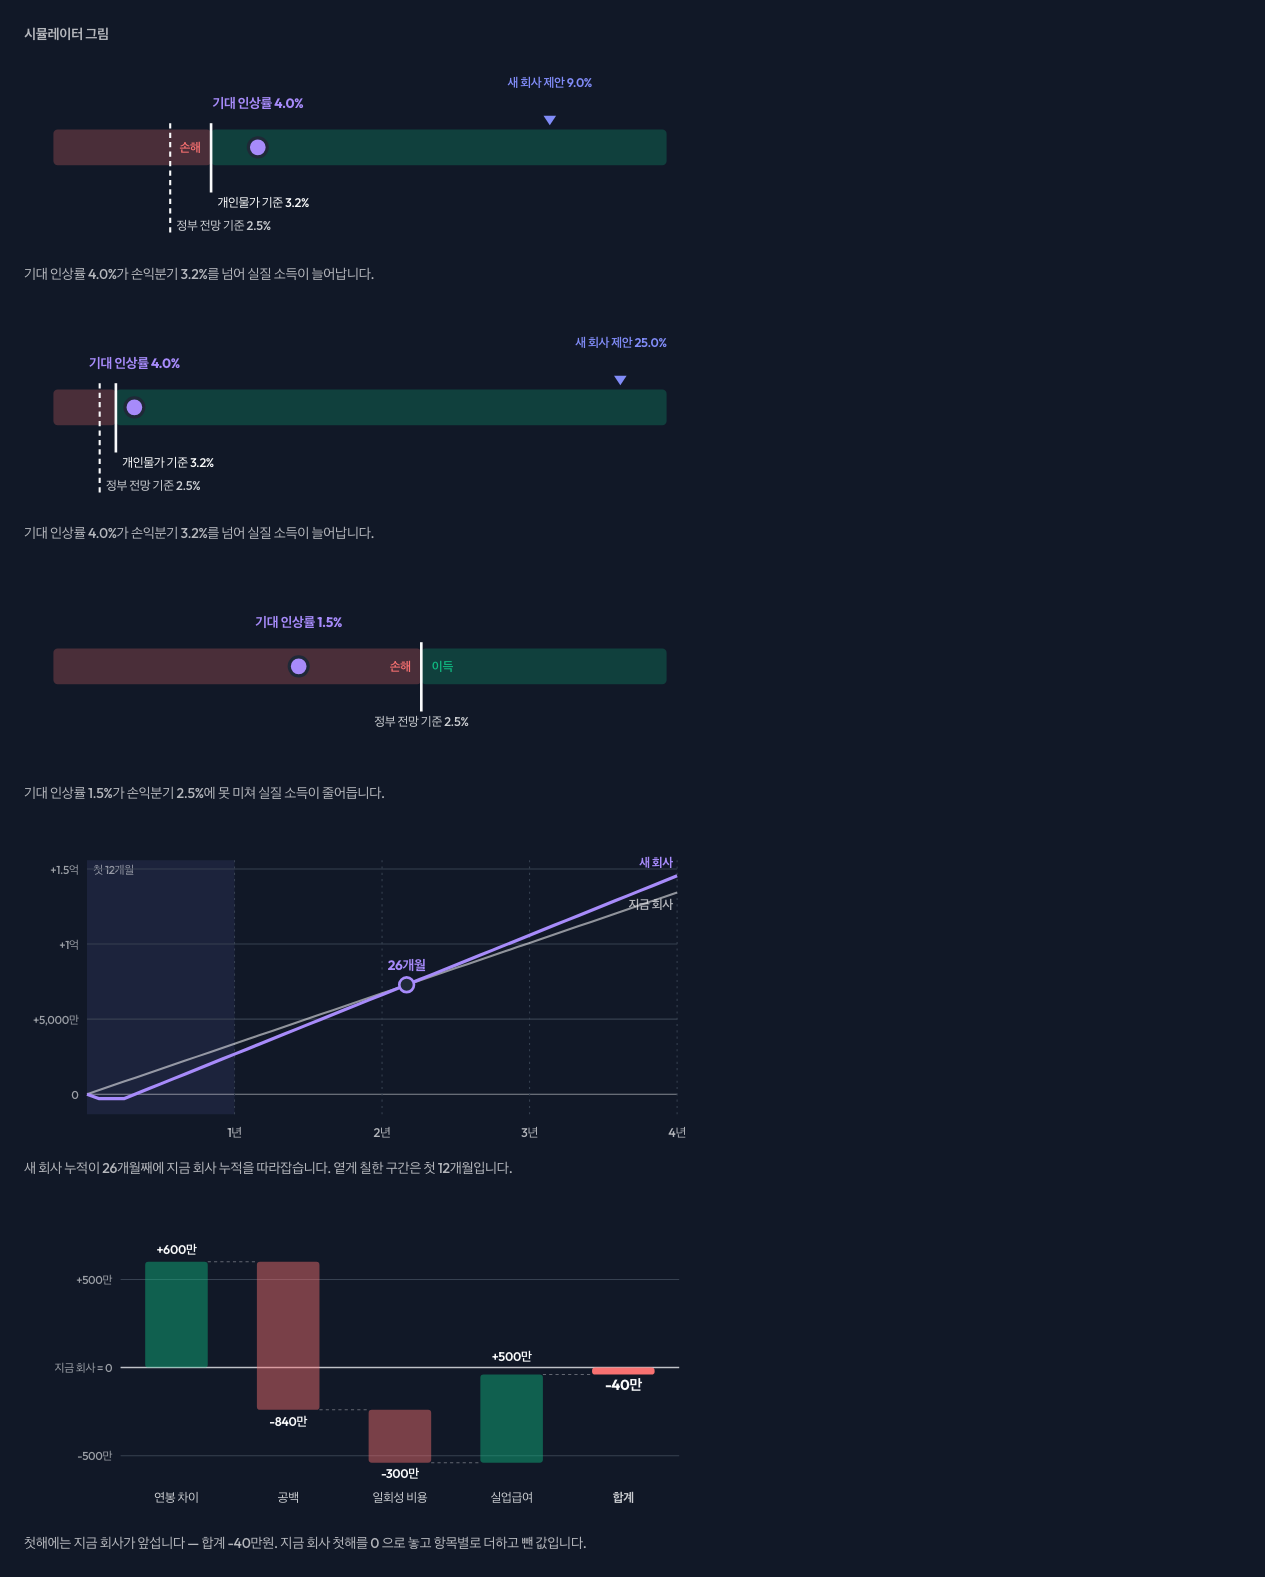 시뮬레이터 그림
새 회사 제안 9.0%
기대 인상률 4.0%
손해
개인물가 기준 3.2%
정부 전망 기준 2.5%
기대 인상률 4.0%가 손익분기 3.2%를 넘어 실질 소득이 늘어납니다.
새 회사 제안 25.0%
기대 인상률 4.0%
개인물가 기준 3.2%
정부 전망 기준 2.5%
기대 인상률 4.0%가 손익분기 3.2%를 넘어 실질 소득이 늘어납니다.
기대 인상률 1.5%
손해 이득
정부 전망 기준 2.5%
기대 인상률 1.5%가 손익분기 2.5%에 못 미쳐 실질 소득이 줄어듭니다.
새 회사
+1.5억 첫 12개월
지금 회사
+1억
26개월
+5,000만
0
1년 2년 3년 4년
새 회사 누적이 26개월째에 지금 회사 누적을 따라잡습니다. 옅게 칠한 구간은 첫 12개월입니다.
+600만
+500만
+500만
지금 회사 = 0
-40만
-840만
-500만
-300만
연봉 차이 공백 일회성 비용 실업급여 합계
첫해에는 지금 회사가 앞섭니다 — 합계 -40만원. 지금 회사 첫해를 0 으로 놓고 항목별로 더하고 뺀 값입니다.